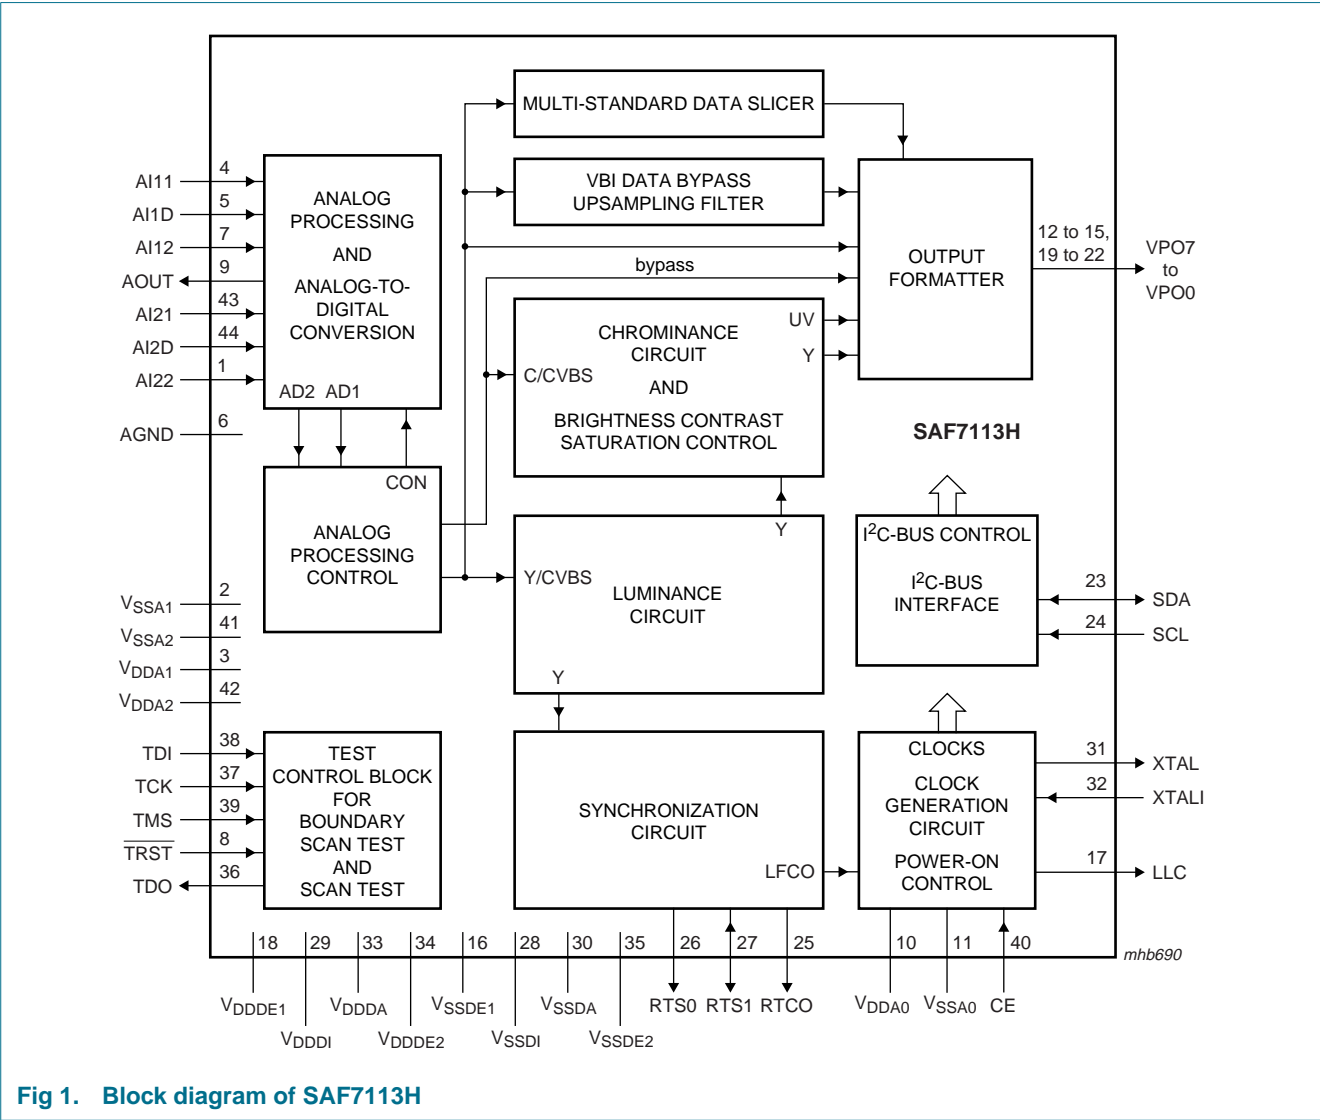 MULTI-STANDARD DATA SLICER
VBI DATA BYPASS
UPSAMPLING FILTER
bypass
OUTPUT
FORMATTER
12 to 15,
19 to 22
VPO7
to
VPO0
AI11
4
AI1D
5
AI12
7
AOUT
9
AI21
43
AI2D
44
AI22
1
AGND
6
ANALOG
PROCESSING
AND
ANALOG-TO-
DIGITAL
CONVERSION
AD2 AD1
CON
ANALOG
PROCESSING
CONTROL
UV
Y
CHROMINANCE
CIRCUIT
C/CVBS
AND
BRIGHTNESS CONTRAST
SATURATION CONTROL
SAF7113H
Y
Y/CVBS
LUMINANCE
CIRCUIT
Y
I2C-BUS CONTROL
I2C-BUS
INTERFACE
23
SDA
24
SCL
VSSA1
2
VSSA2
41
VDDA1
3
VDDA2
42
TDI
38
TCK
37
TMS
39
TRST
8
TDO
36
TEST
CONTROL BLOCK
FOR
BOUNDARY
SCAN TEST
AND
SCAN TEST
SYNCHRONIZATION
CIRCUIT
LFCO
CLOCKS
CLOCK
GENERATION
CIRCUIT
POWER-ON
CONTROL
31
XTAL
32
XTALI
17
LLC
18 29 33 34 16 28 30 35 26 27 25 10 11 40
mhb690
VDDDE1 VDDDA VSSDE1 VSSDA RTS0 RTS1 RTCO VDDA0 VSSA0 CE
VDDDI VDDDE2 VSSDI VSSDE2
Fig 1. Block diagram of SAF7113H